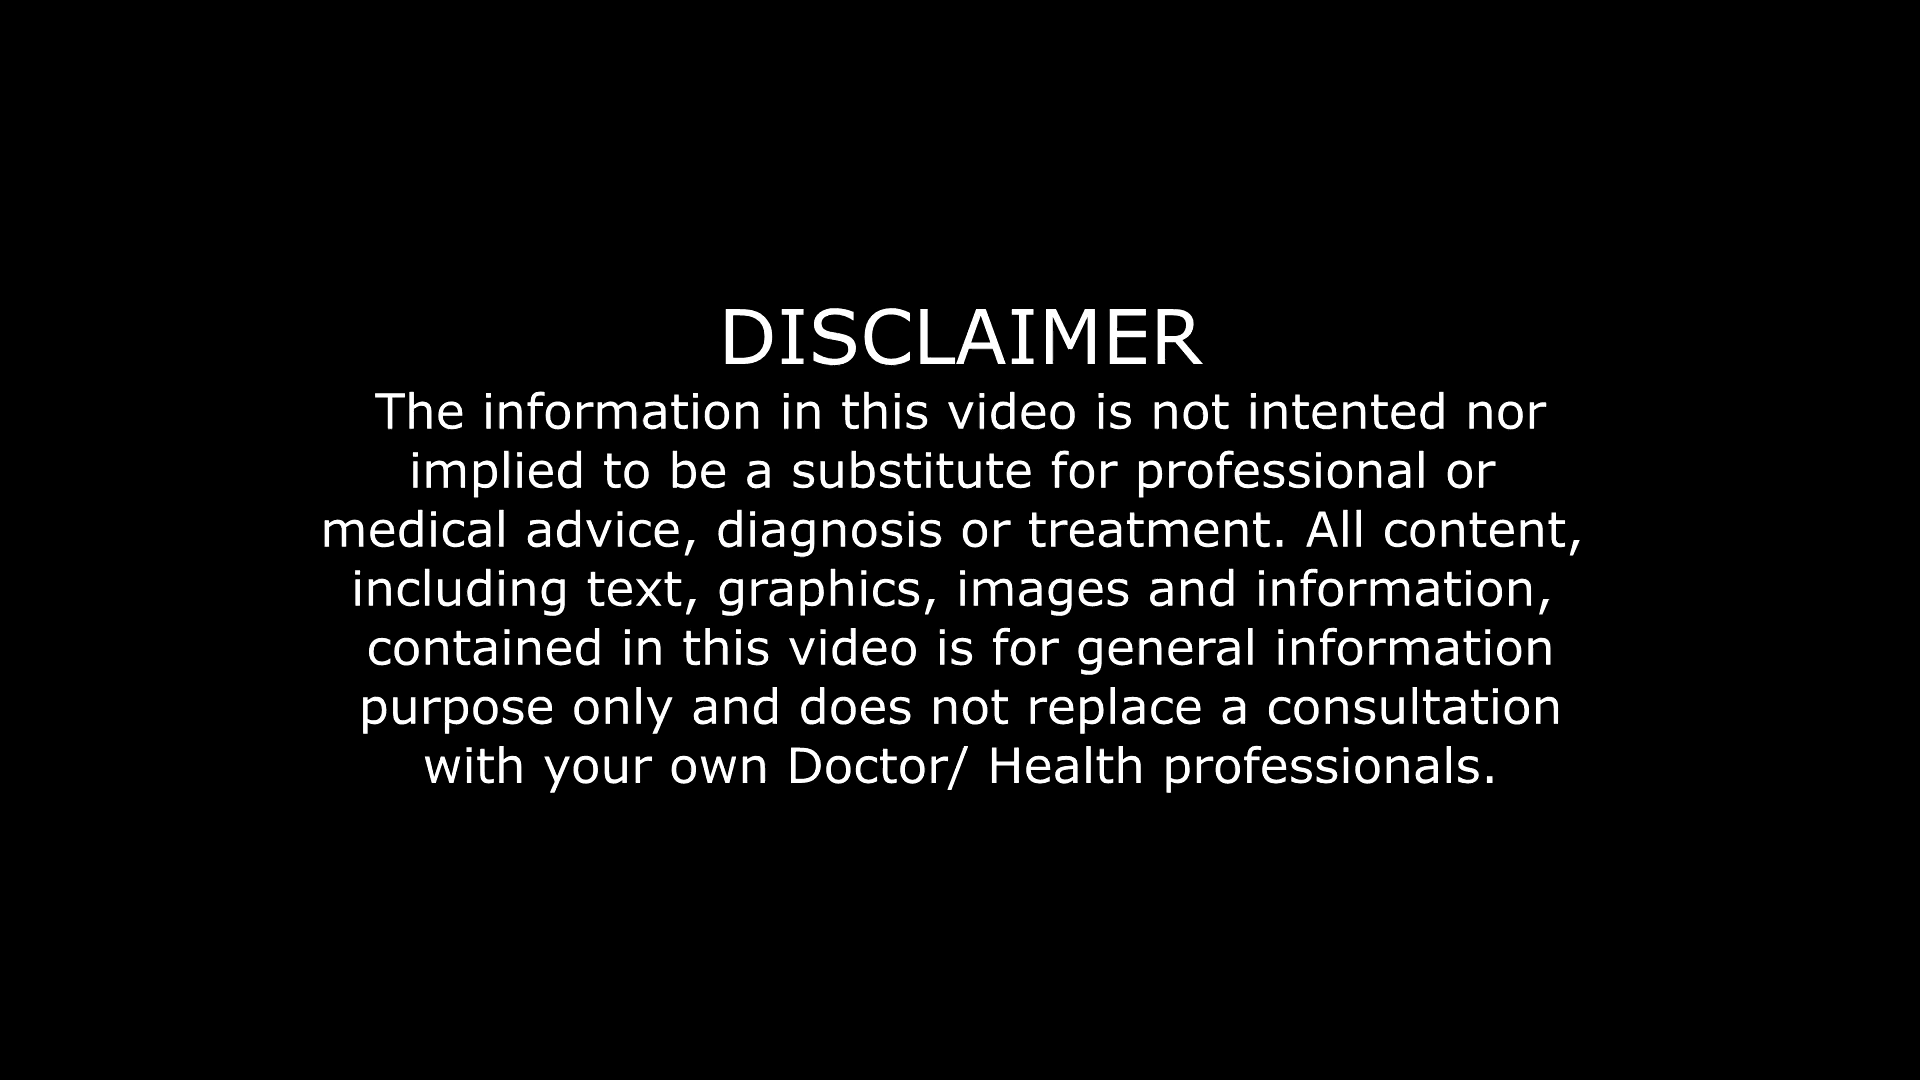 DISCLAIMER
The information in this video is not intented nor
implied to be a substitute for professional or
medical advice, diagnosis or treatment. All content,
including text, graphics, images and information,
contained in this video is for general information
purpose only and does not replace a consultation
with your own Doctor/ Health professionals.